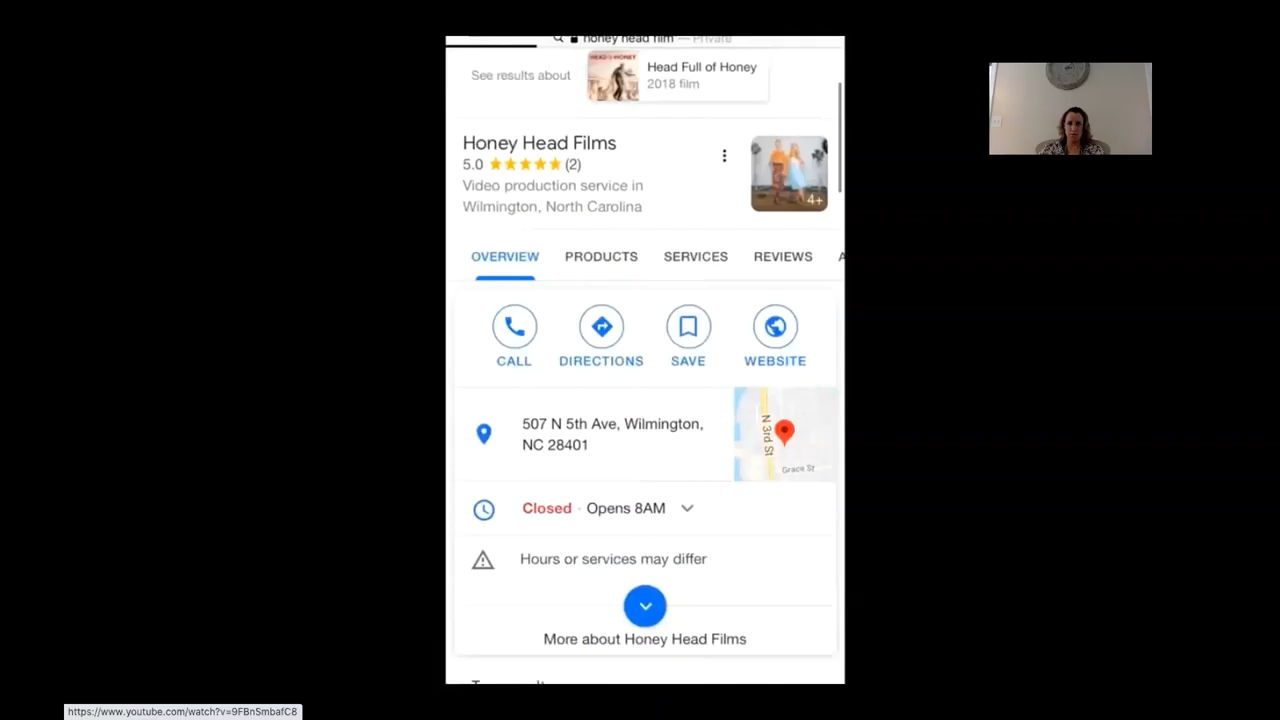 honey head film — Private
See results about
HEAD HONEY
Head Full of Honey
2018 film
Honey Head Films
5.0 (2)
Video production service in
Wilmington, North Carolina
4+
OVERVIEW PRODUCTS SERVICES REVIEWS A
CALL DIRECTIONS SAVE WEBSITE
507 N 5th Ave, Wilmington,
NC 28401
N 3rd St
Grace St
Closed · Opens 8AM
Hours or services may differ
More about Honey Head Films
https://www.youtube.com/watch?v=9FBnSmbafC8